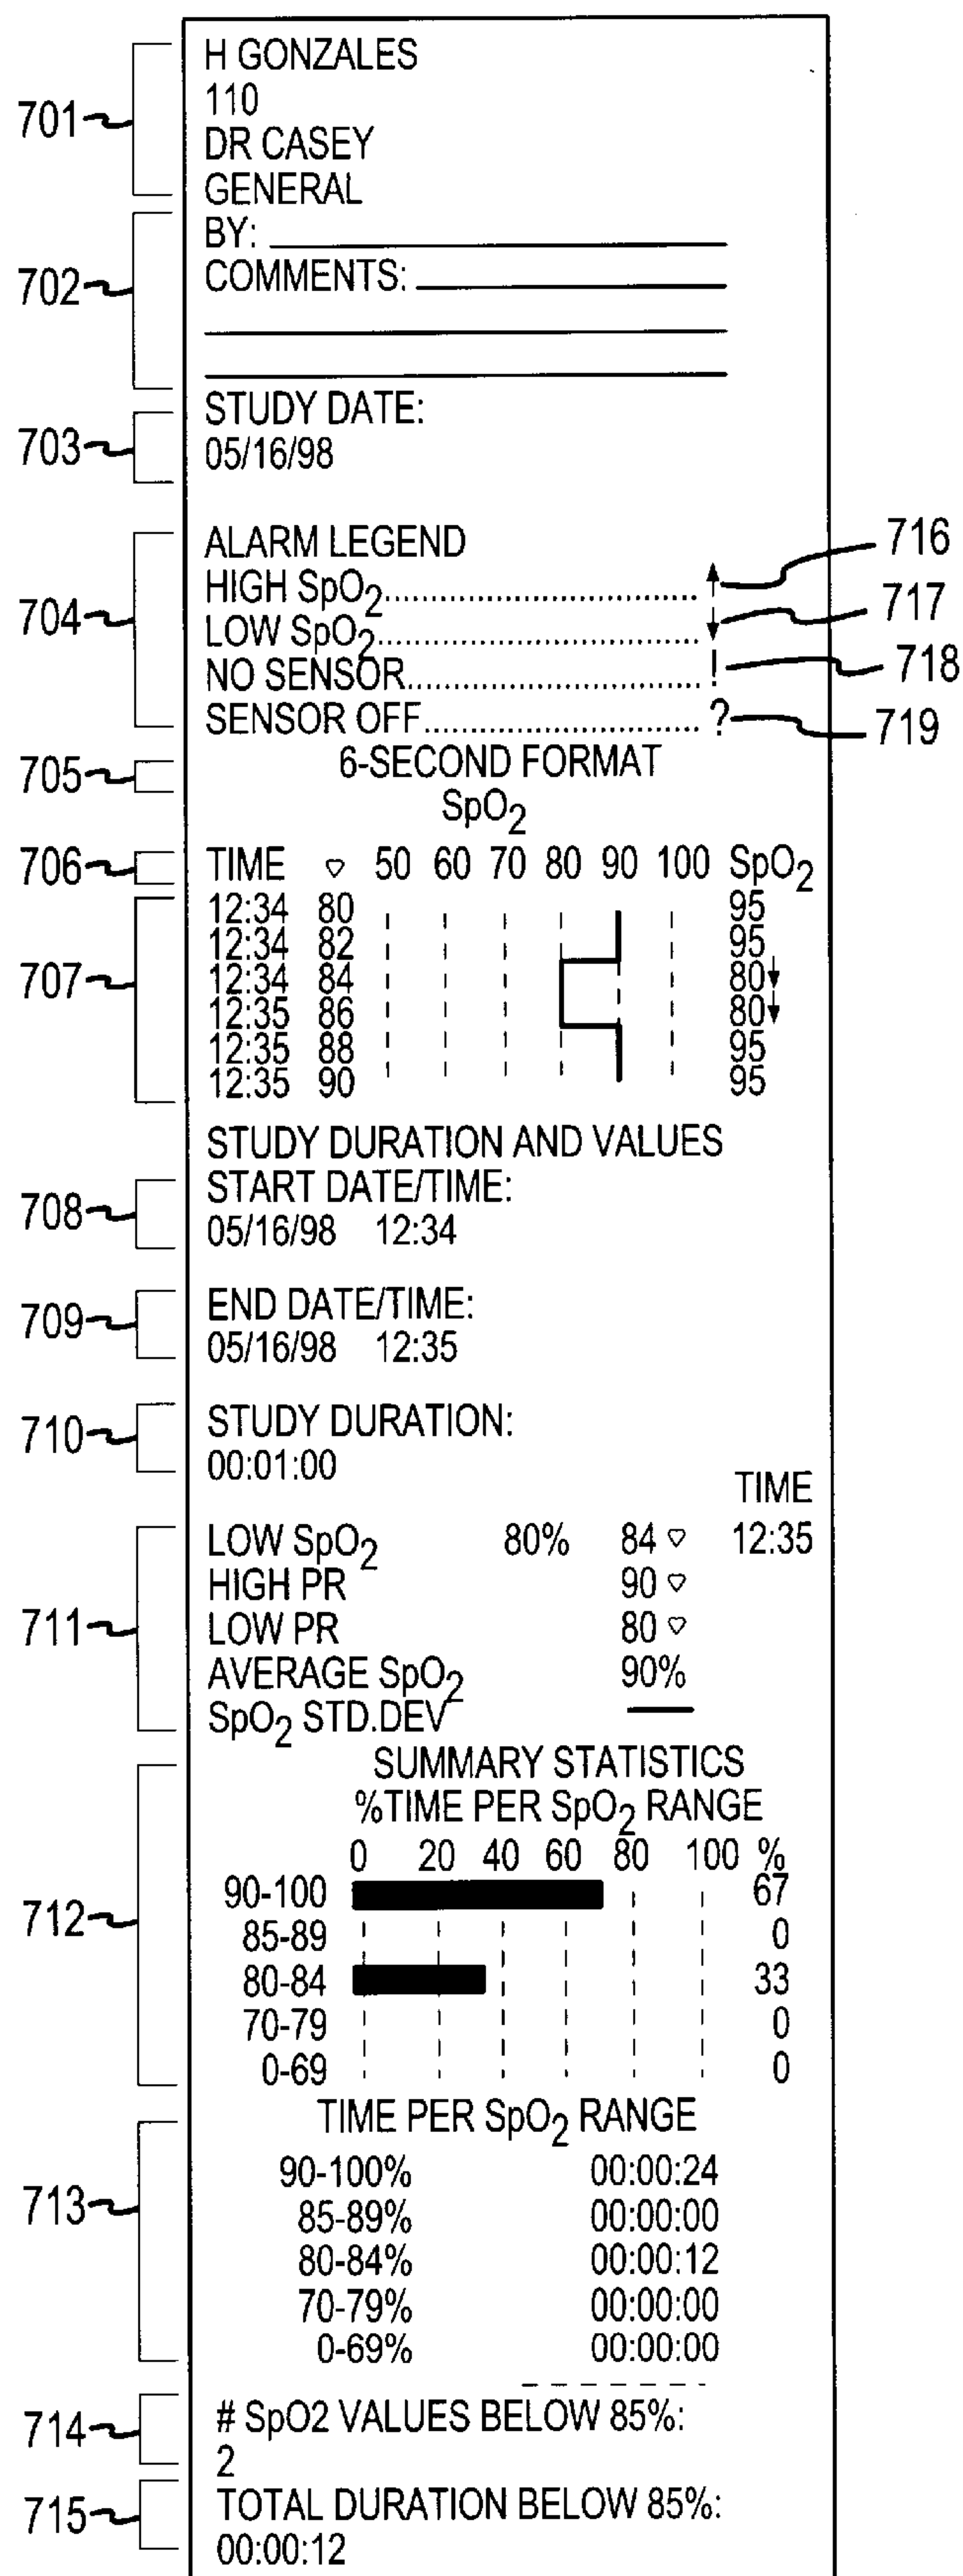 H GONZALES
701
110
DR CASEY
GENERAL
BY:
702
COMMENTS:
STUDY DATE:
703
05/16/98
ALARM LEGEND
716
HIGH SpO2..............................↑
704
717
LOW SpO2..............................↓
718
NO SENSOR..............................!
SENSOR OFF..............................?
719
705
6-SECOND FORMAT
SpO2
706
TIME ♡ 50 60 70 80 90 100 SpO2
12:34 80 95
12:34 82 95
707
12:34 84 80↓
12:35 86 80↓
12:35 88 95
12:35 90 95
STUDY DURATION AND VALUES
START DATE/TIME:
708
05/16/98 12:34
END DATE/TIME:
709
05/16/98 12:35
STUDY DURATION:
710
00:01:00
TIME
LOW SpO2 80% 84 ♡ 12:35
HIGH PR 90 ♡
711
LOW PR 80 ♡
AVERAGE SpO2 90%
SpO2 STD.DEV
SUMMARY STATISTICS
%TIME PER SpO2 RANGE
0 20 40 60 80 100 %
90-100 67
712
85-89 0
80-84 33
70-79 0
0-69 0
TIME PER SpO2 RANGE
90-100% 00:00:24
713
85-89% 00:00:00
80-84% 00:00:12
70-79% 00:00:00
0-69% 00:00:00
714
# SpO2 VALUES BELOW 85%:
2
715
TOTAL DURATION BELOW 85%:
00:00:12